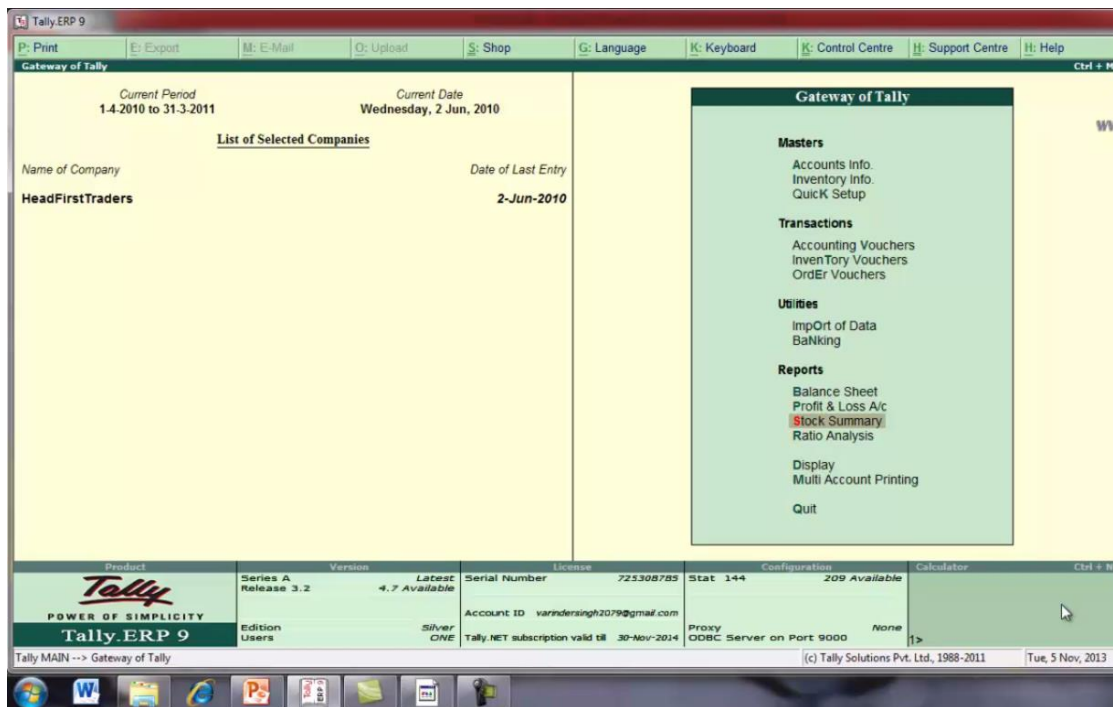 Tally.ERP 9
P: Print E: Export M: E-Mail O: Upload S: Shop G: Language K: Keyboard K: Control Centre H: Support Centre H: Help
Gateway of Tally Ctrl + M
Current Period Current Date
1-4-2010 to 31-3-2011 Wednesday, 2 Jun, 2010
List of Selected Companies
Name of Company Date of Last Entry
HeadFirstTraders 2-Jun-2010
Gateway of Tally
Masters
Accounts Info.
Inventory Info.
QuicK Setup
Transactions
Accounting Vouchers
InvenTory Vouchers
OrdEr Vouchers
Utilities
ImpOrt of Data
BaNking
Reports
Balance Sheet
Profit & Loss A/c
Stock Summary
Ratio Analysis
Display
Multi Account Printing
Quit
Product Version License Configuration Calculator Ctrl + N
Tally
POWER OF SIMPLICITY
Tally.ERP 9
Series A Latest
Release 3.2 4.7 Available
Edition Silver
Users ONE
Serial Number 725308785
Account ID varindersingh2079@gmail.com
Tally.NET subscription valid till 30-Nov-2014
Stat 144 209 Available
Proxy None
ODBC Server on Port 9000
1>
Tally MAIN --> Gateway of Tally (c) Tally Solutions Pvt. Ltd., 1988-2011 Tue, 5 Nov, 2013